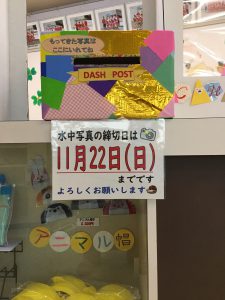 もってきた写真は
ここにいれてね
DASH POST
水中写真の締切日は
11月22日(日)
までです
よろしくお願いします
アニマル帽